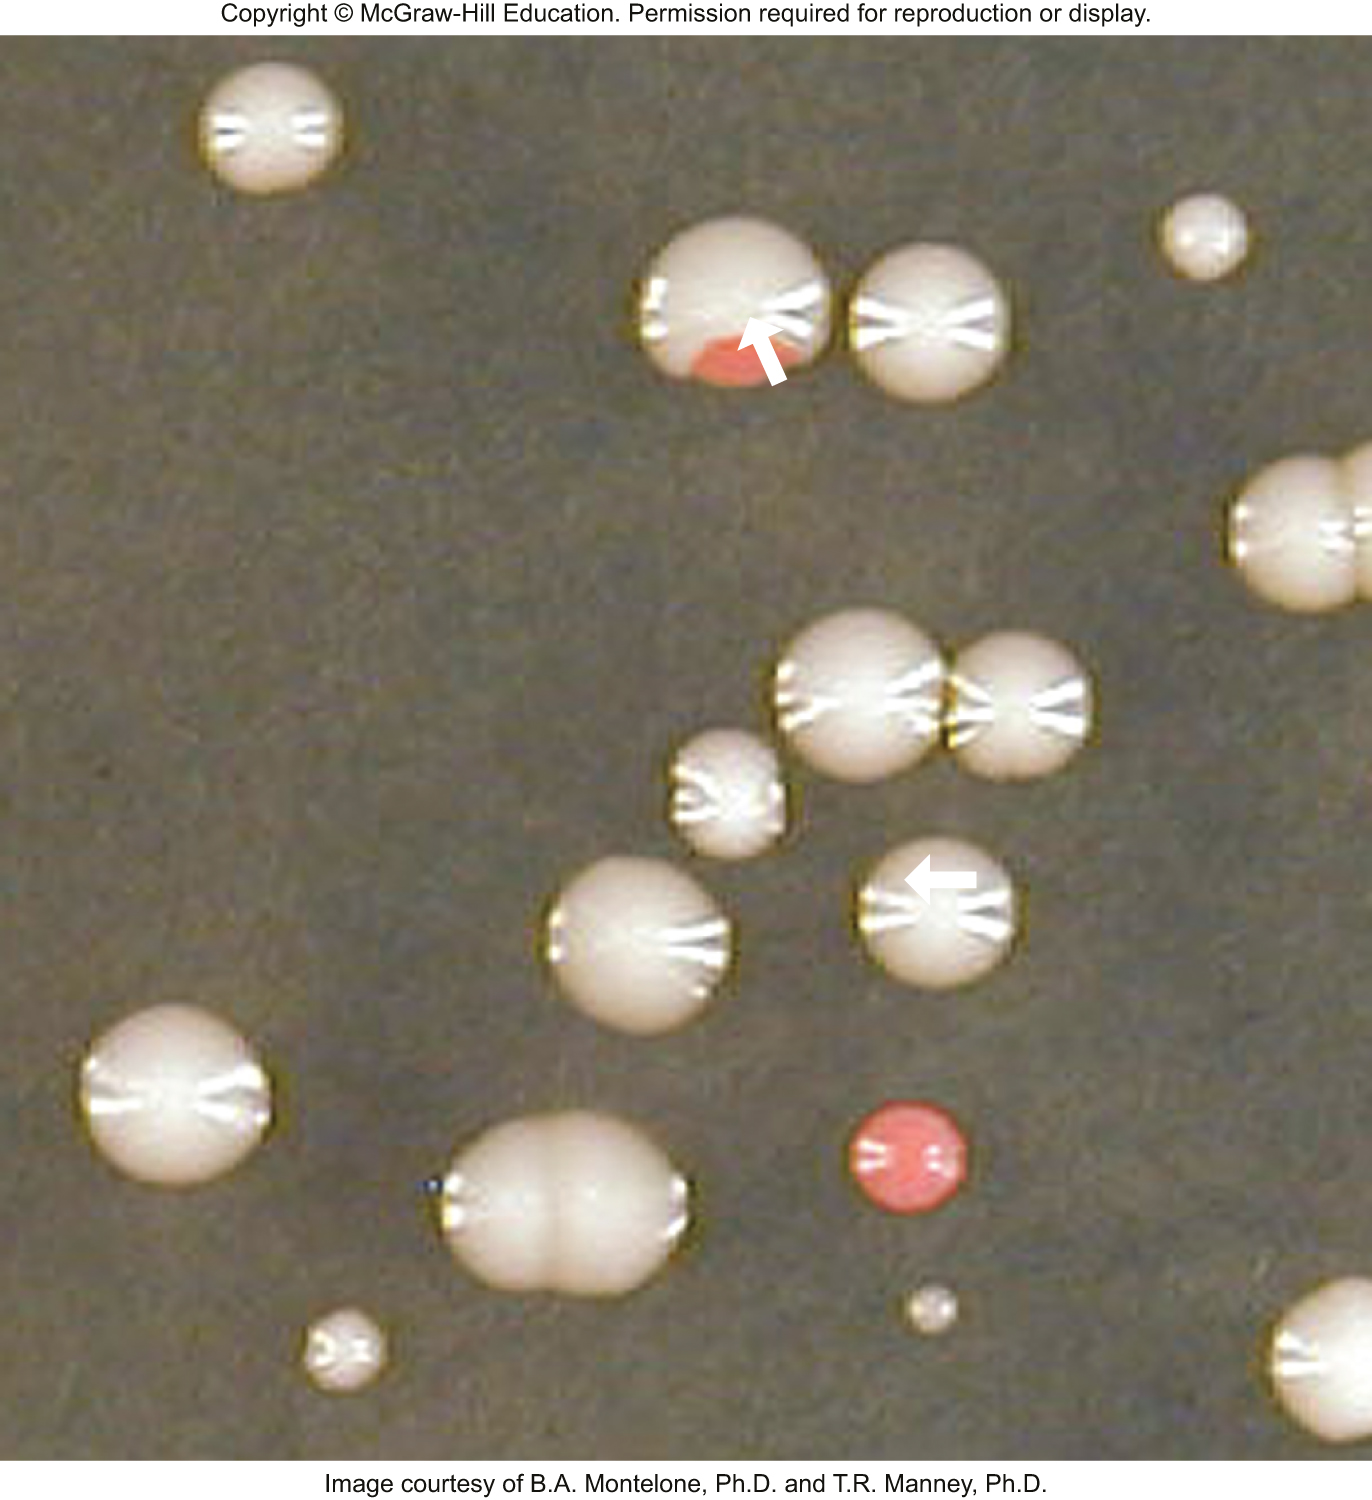 Copyright © McGraw-Hill Education. Permission required for reproduction or display.
Image courtesy of B.A. Montelone, Ph.D. and T.R. Manney, Ph.D.